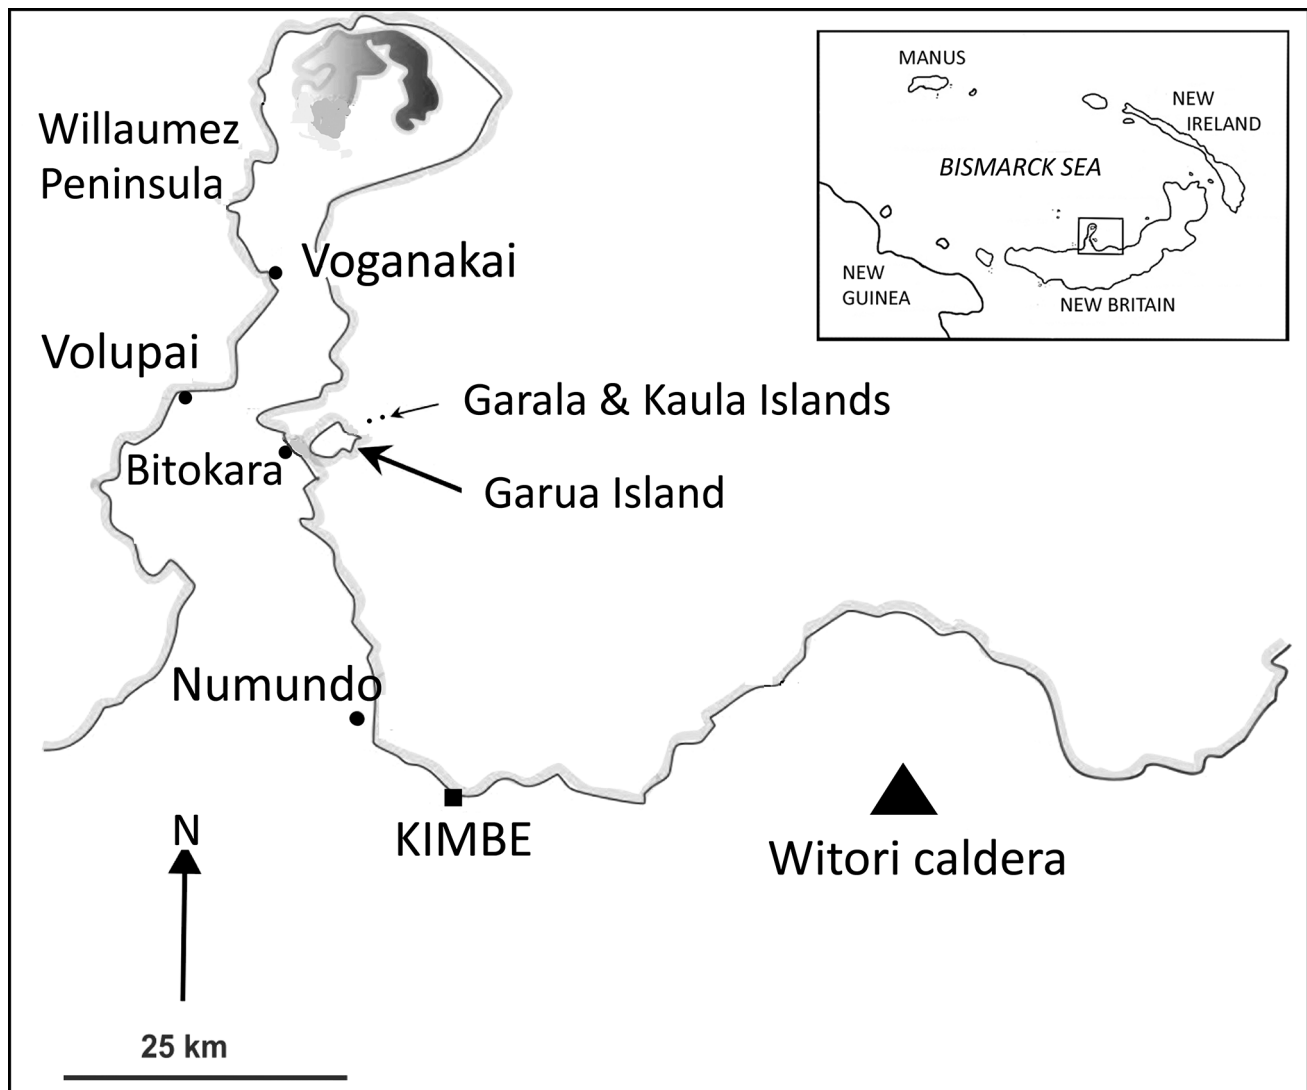 MANUS
NEW
IRELAND
BISMARCK SEA
NEW
GUINEA
NEW BRITAIN
Willaumez
Peninsula
Voganakai
Volupai
Garala & Kaula Islands
Bitokara
Garua Island
Numundo
KIMBE
Witori caldera
N
25 km